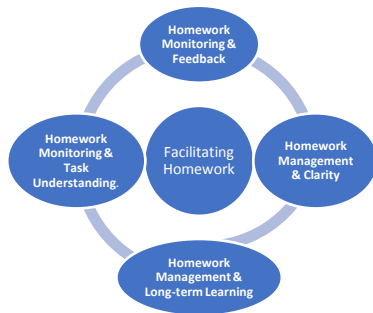 Homework
Monitoring &
Feedback
Homework
Monitoring &
Task
Understanding.
Facilitating
Homework
Homework
Management
& Clarity
Homework
Management &
Long-term Learning